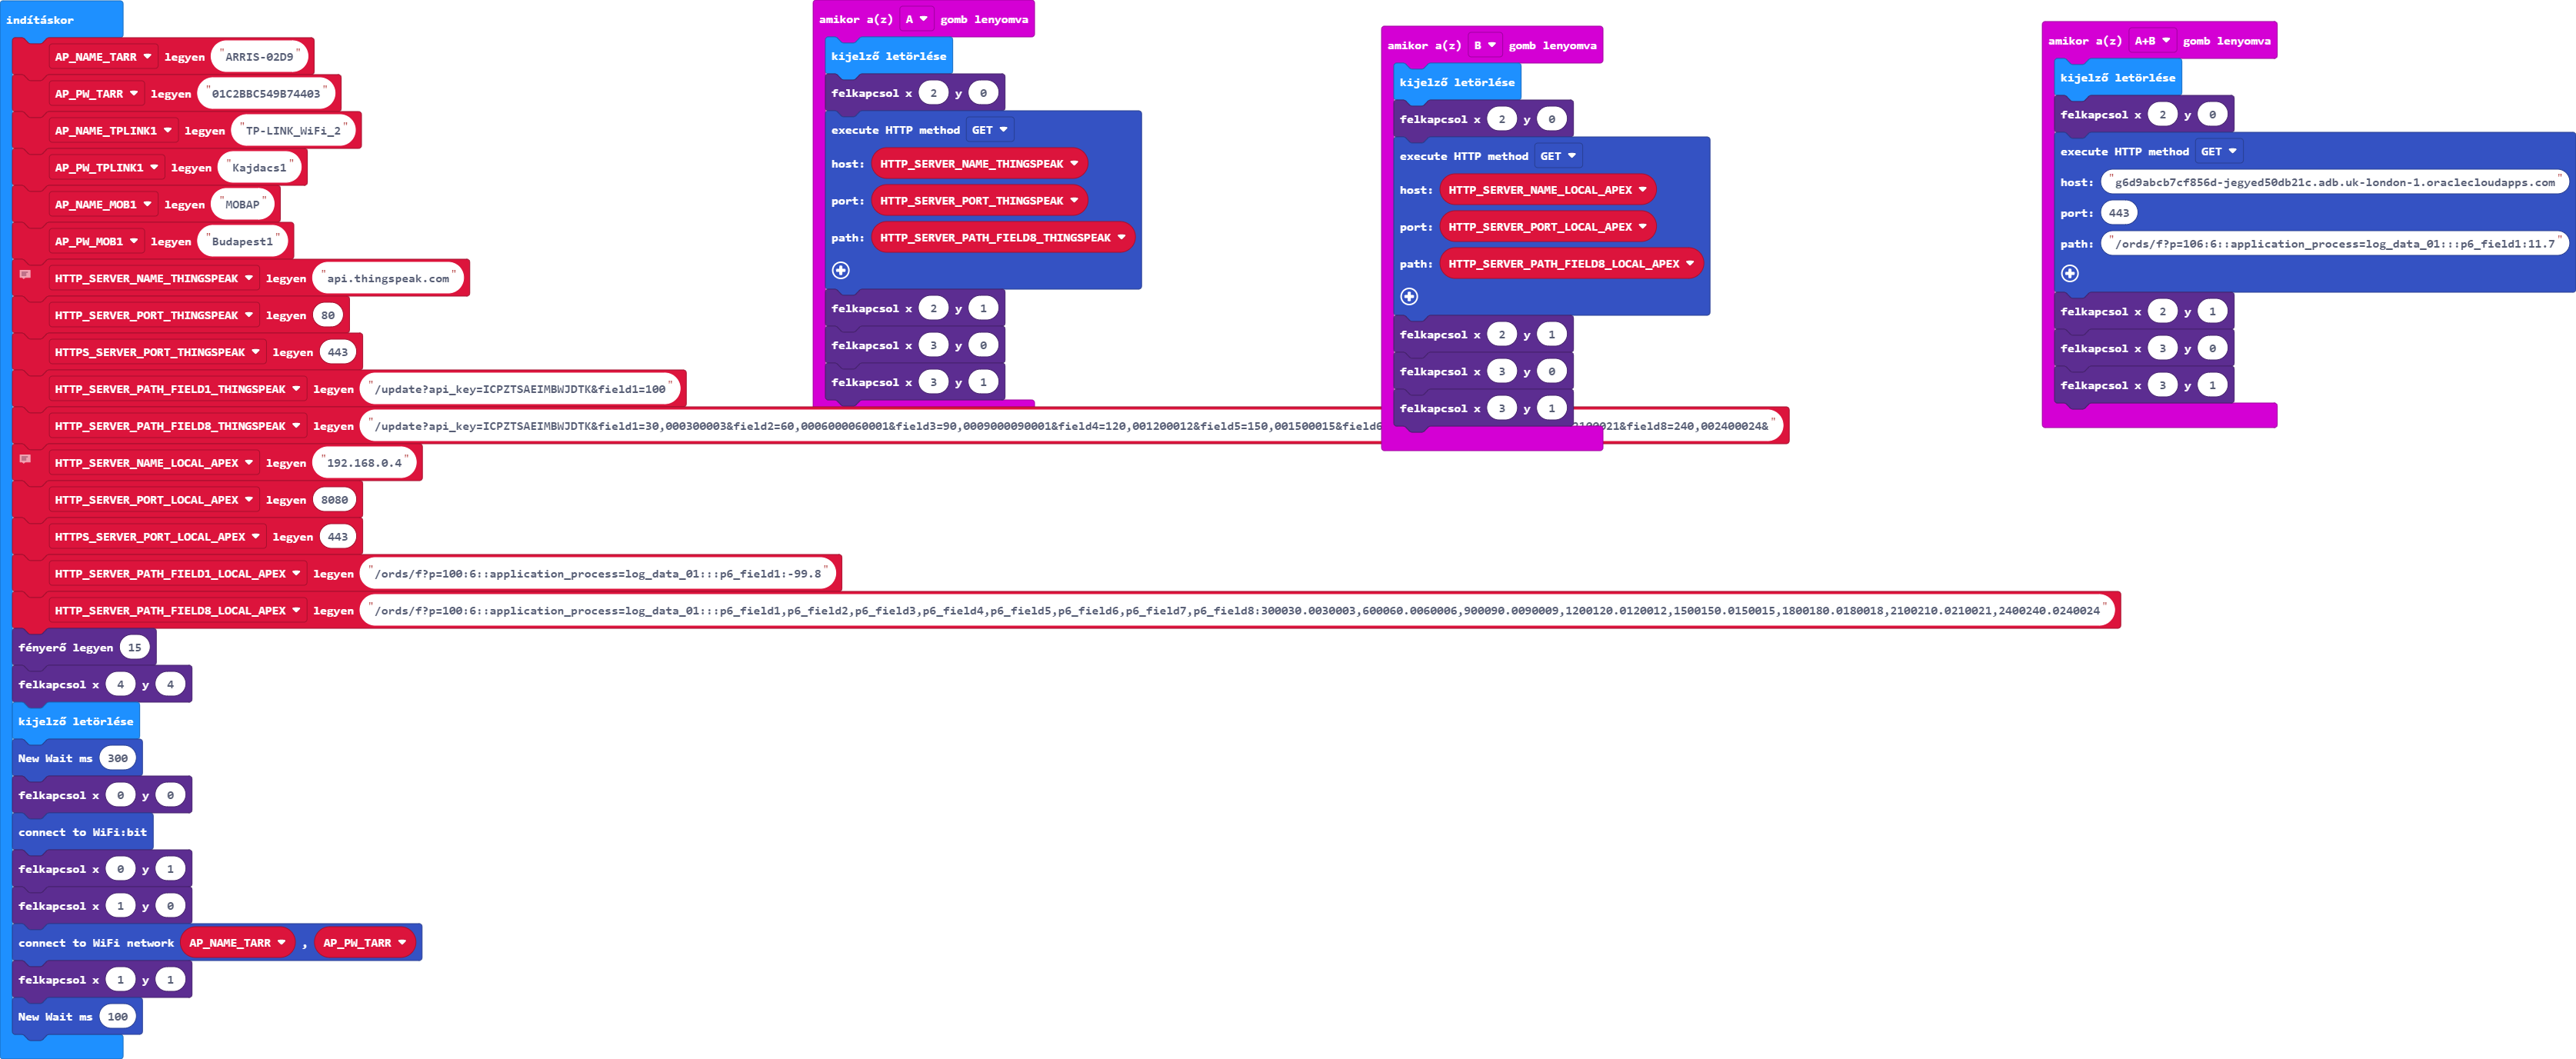 indításkor
AP_NAME_TARR legyen "ARRIS-02D9"
AP_PW_TARR legyen "01C2BBC549B74403"
AP_NAME_TPLINK1 legyen "TP-LINK_WiFi_2"
AP_PW_TPLINK1 legyen "Kajdacs1"
AP_NAME_MOB1 legyen "MOBAP"
AP_PW_MOB1 legyen "Budapest1"
HTTP_SERVER_NAME_THINGSPEAK legyen "api.thingspeak.com"
HTTP_SERVER_PORT_THINGSPEAK legyen 80
HTTPS_SERVER_PORT_THINGSPEAK legyen 443
HTTP_SERVER_PATH_FIELD1_THINGSPEAK legyen "/update?api_key=ICPZTSAEIMBWJDTK&field1=100"
HTTP_SERVER_PATH_FIELD8_THINGSPEAK legyen "/update?api_key=ICPZTSAEIMBWJDTK&field1=30,000300003&field2=60,0006000060001&field3=90,0009000090001&field4=120,001200012&field5=150,001500015&field6 100021&field8=240,002400024&"
HTTP_SERVER_NAME_LOCAL_APEX legyen "192.168.0.4"
HTTP_SERVER_PORT_LOCAL_APEX legyen 8080
HTTPS_SERVER_PORT_LOCAL_APEX legyen 443
HTTP_SERVER_PATH_FIELD1_LOCAL_APEX legyen "/ords/f?p=100:6::application_process=log_data_01:::p6_field1:-99.8"
HTTP_SERVER_PATH_FIELD8_LOCAL_APEX legyen "/ords/f?p=100:6::application_process=log_data_01:::p6_field1,p6_field2,p6_field3,p6_field4,p6_field5,p6_field6,p6_field7,p6_field8:300030.0030003,600060.0060006,900090.0090009,1200120.0120012,1500150.0150015,1800180.0180018,2100210.0210021,2400240.0240024"
fényerő legyen 15
felkapcsol x 4 y 4
kijelző letörlése
New Wait ms 300
felkapcsol x 0 y 0
connect to WiFi:bit
felkapcsol x 0 y 1
felkapcsol x 1 y 0
connect to WiFi network AP_NAME_TARR , AP_PW_TARR
felkapcsol x 1 y 1
New Wait ms 100
amikor a(z) A gomb lenyomva
kijelző letörlése
felkapcsol x 2 y 0
execute HTTP method GET
host: HTTP_SERVER_NAME_THINGSPEAK
port: HTTP_SERVER_PORT_THINGSPEAK
path: HTTP_SERVER_PATH_FIELD8_THINGSPEAK
felkapcsol x 2 y 1
felkapcsol x 3 y 0
felkapcsol x 3 y 1
amikor a(z) B gomb lenyomva
kijelző letörlése
felkapcsol x 2 y 0
execute HTTP method GET
host: HTTP_SERVER_NAME_LOCAL_APEX
port: HTTP_SERVER_PORT_LOCAL_APEX
path: HTTP_SERVER_PATH_FIELD8_LOCAL_APEX
felkapcsol x 2 y 1
felkapcsol x 3 y 0
felkapcsol x 3 y 1
amikor a(z) A+B gomb lenyomva
kijelző letörlése
felkapcsol x 2 y 0
execute HTTP method GET
host: "g6d9abcb7cf856d-jegyed50db21c.adb.uk-london-1.oraclecloudapps.com"
port: 443
path: "/ords/f?p=106:6::application_process=log_data_01:::p6_field1:11.7"
felkapcsol x 2 y 1
felkapcsol x 3 y 0
felkapcsol x 3 y 1